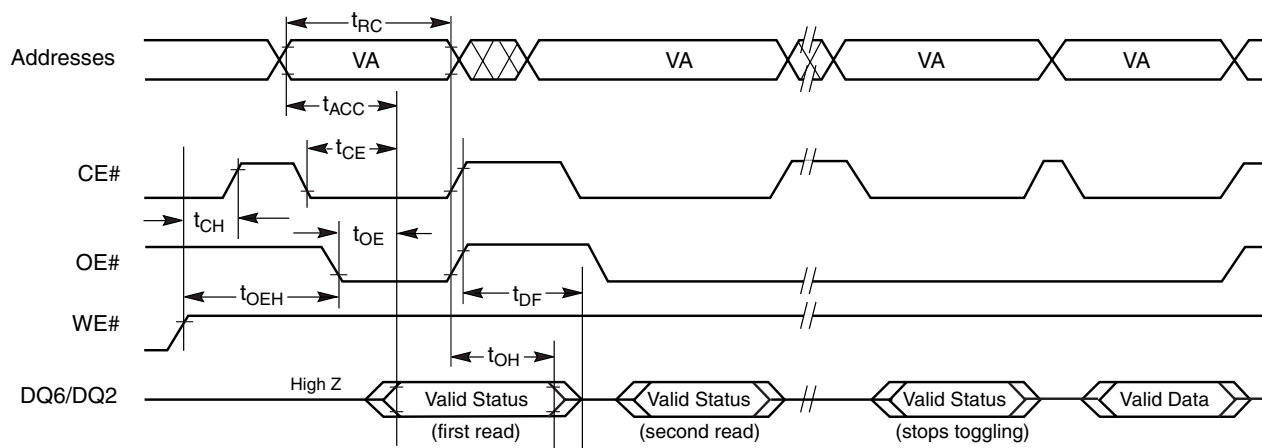 tRC
Addresses VA VA VA VA
tACC
tCE
CE#
tCH
tOE
OE#
tOEH
tDF
WE#
tOH
High Z
DQ6/DQ2 Valid Status Valid Status Valid Status Valid Data
(first read) (second read) (stops toggling)